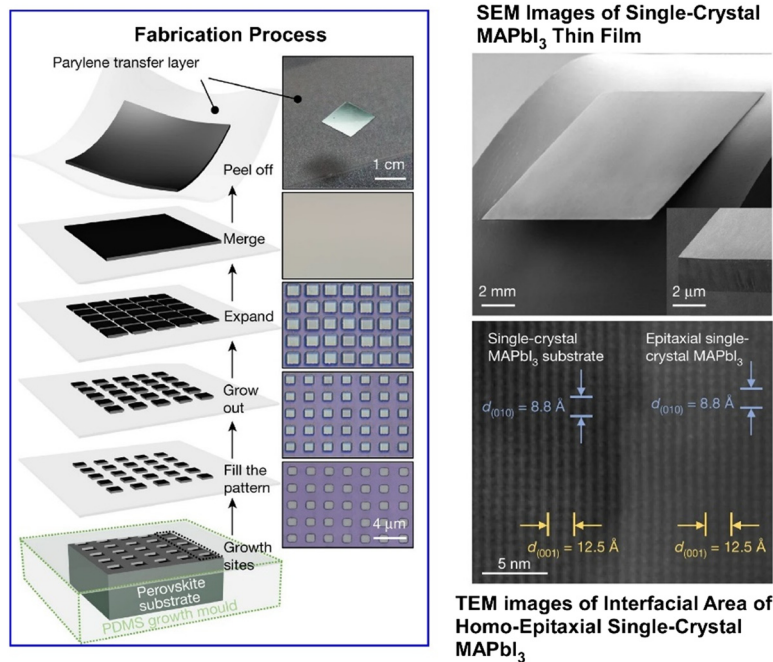 Fabrication Process
Parylene transfer layer
1 cm
Peel off
Merge
Expand
Grow
out
Fill the
pattern
4 μm
Growth
sites
Perovskite
substrate
PDMS growth mould
SEM Images of Single-Crystal
MAPbI₃ Thin Film
2 mm
2 μm
Single-crystal
MAPbI₃ substrate
Epitaxial single-
crystal MAPbI₃
d(010) = 8.8 Å
d(010) = 8.8 Å
d(001) = 12.5 Å
d(001) = 12.5 Å
5 nm
TEM images of Interfacial Area of
Homo-Epitaxial Single-Crystal
MAPbI₃